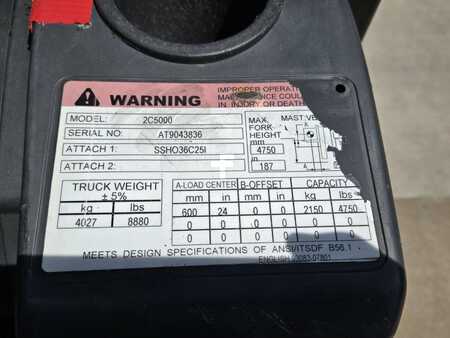 WARNING
IMPROPER OPERATI
COUL
IN INJURY OR DEATH
MODEL: 2C5000
SERIAL NO: AT9043836
ATTACH 1: SSHO36C25I
ATTACH 2:
MAX. FORK HEIGHT
MAST VE
mm
4750
in
187
TRUCK WEIGHT ± 5%
kg lbs
4027 8880
A-LOAD CENTER B-OFFSET CAPACITY
mm in mm in kg lbs
600 24 0 0 2150 4750
0 0 0 0 0 0
0 0 0 0 0 0
MEETS DESIGN SPECIFICATIONS OF ANSI/ITSDF B56.1
ENGLISH